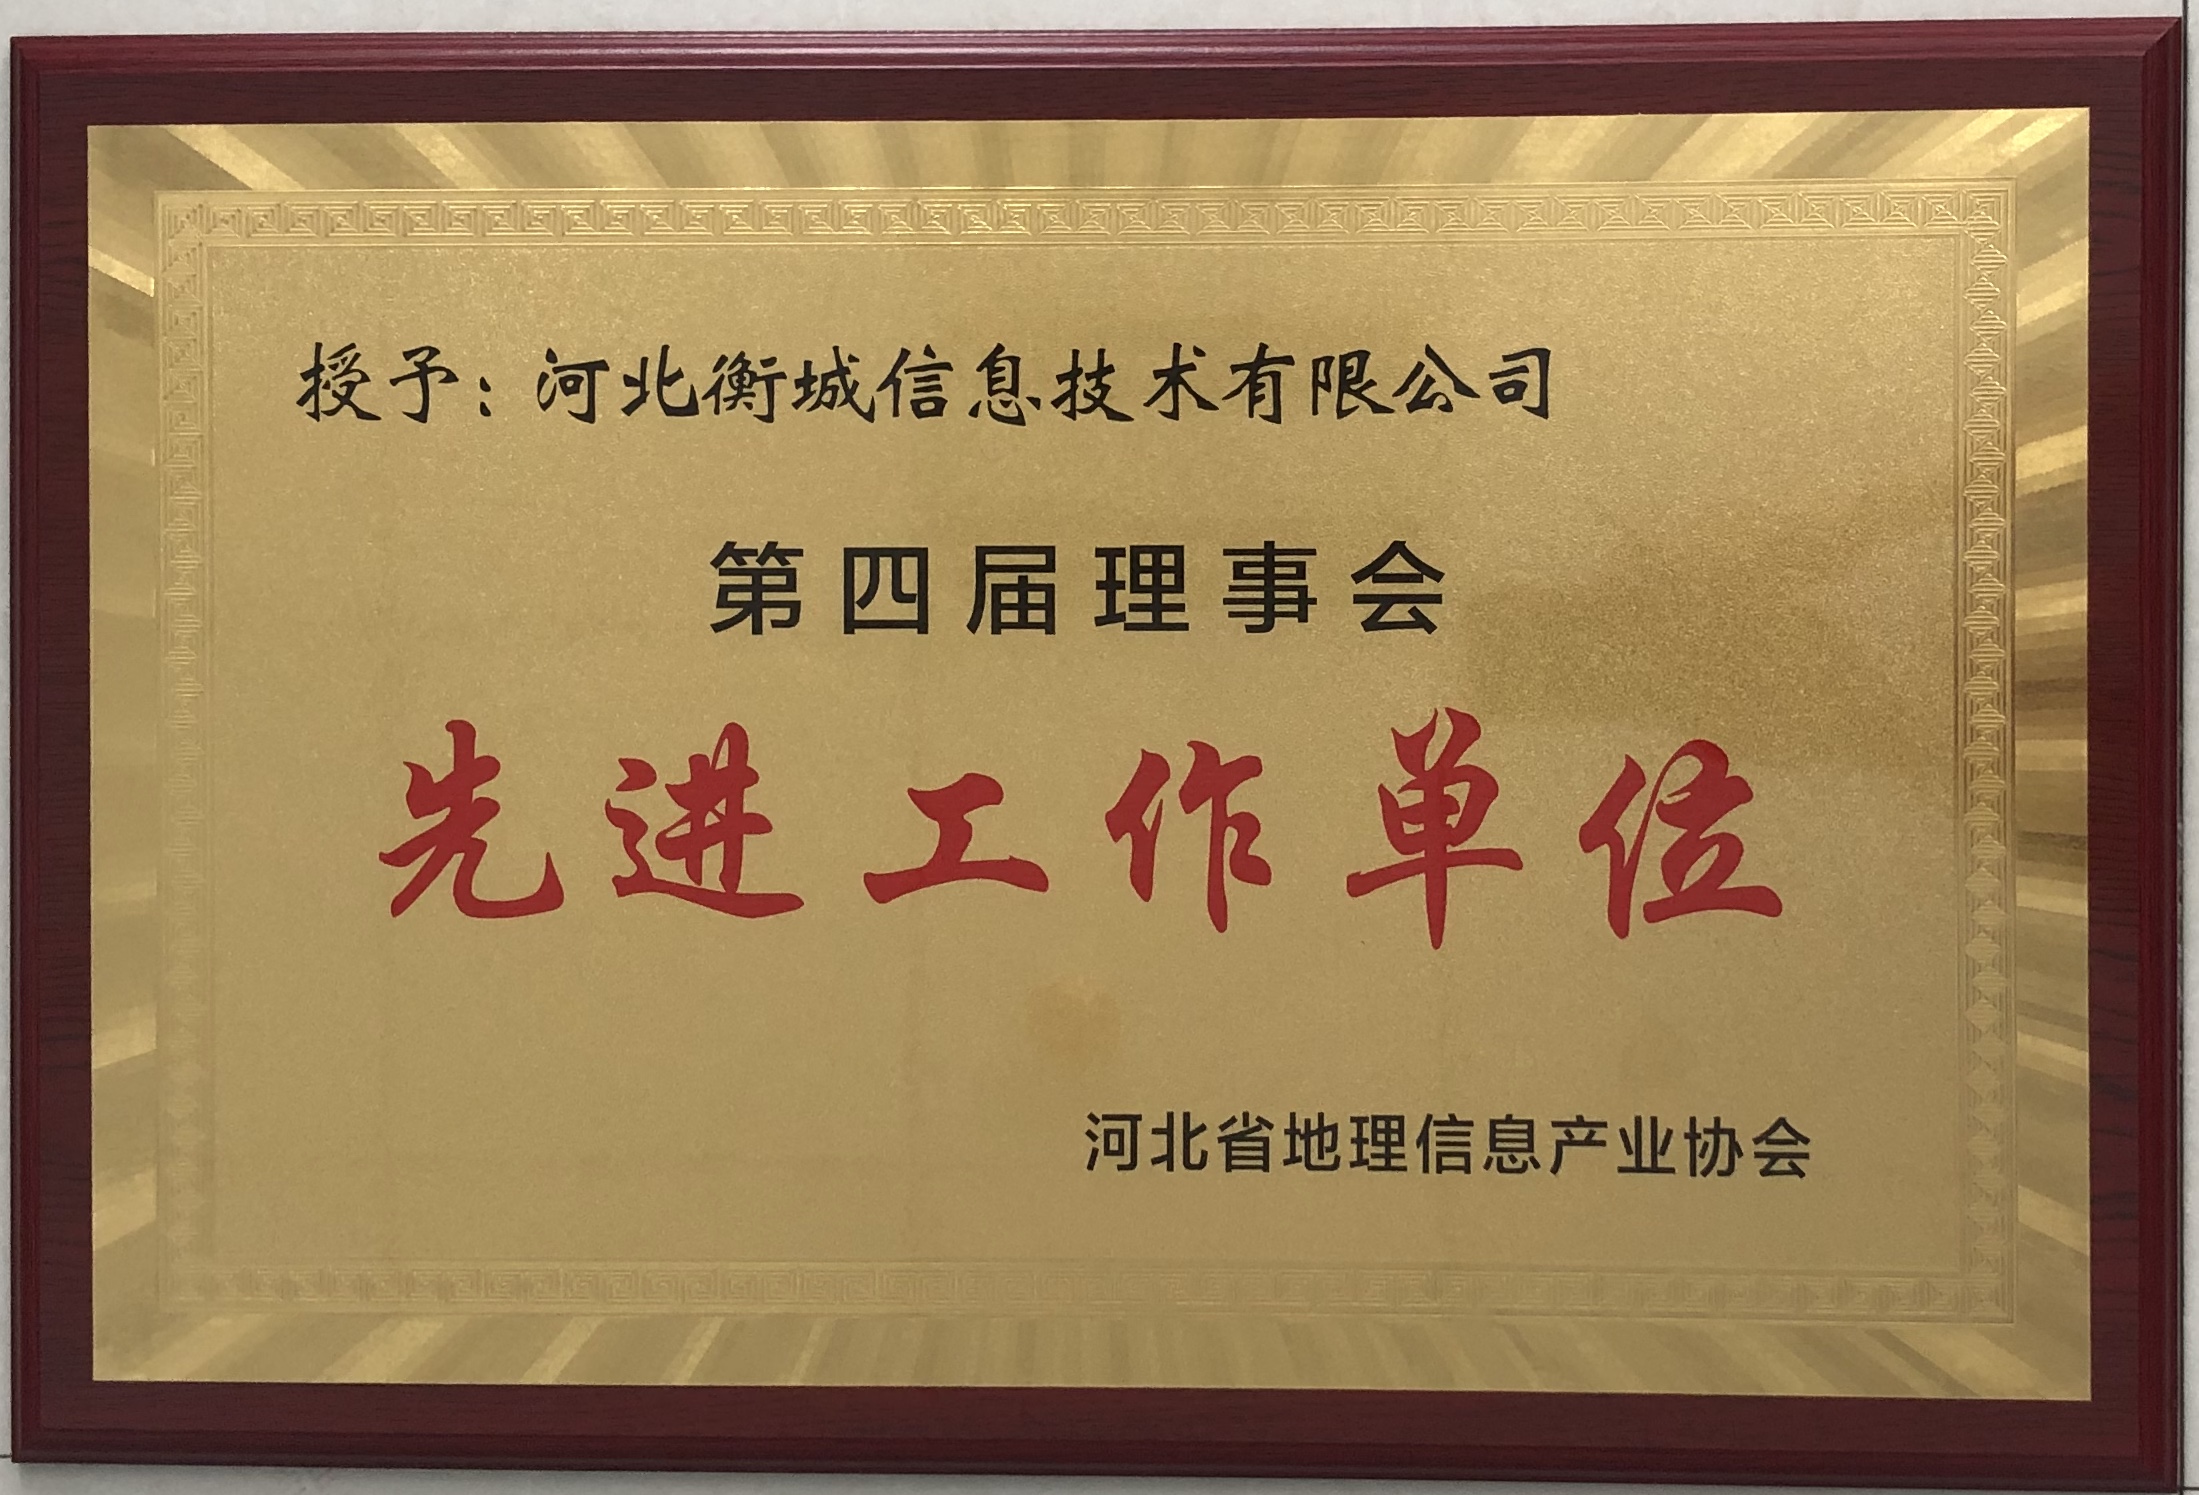 授予：河北衡城信息技术有限公司
第四届理事会
先进工作单位
河北省地理信息产业协会